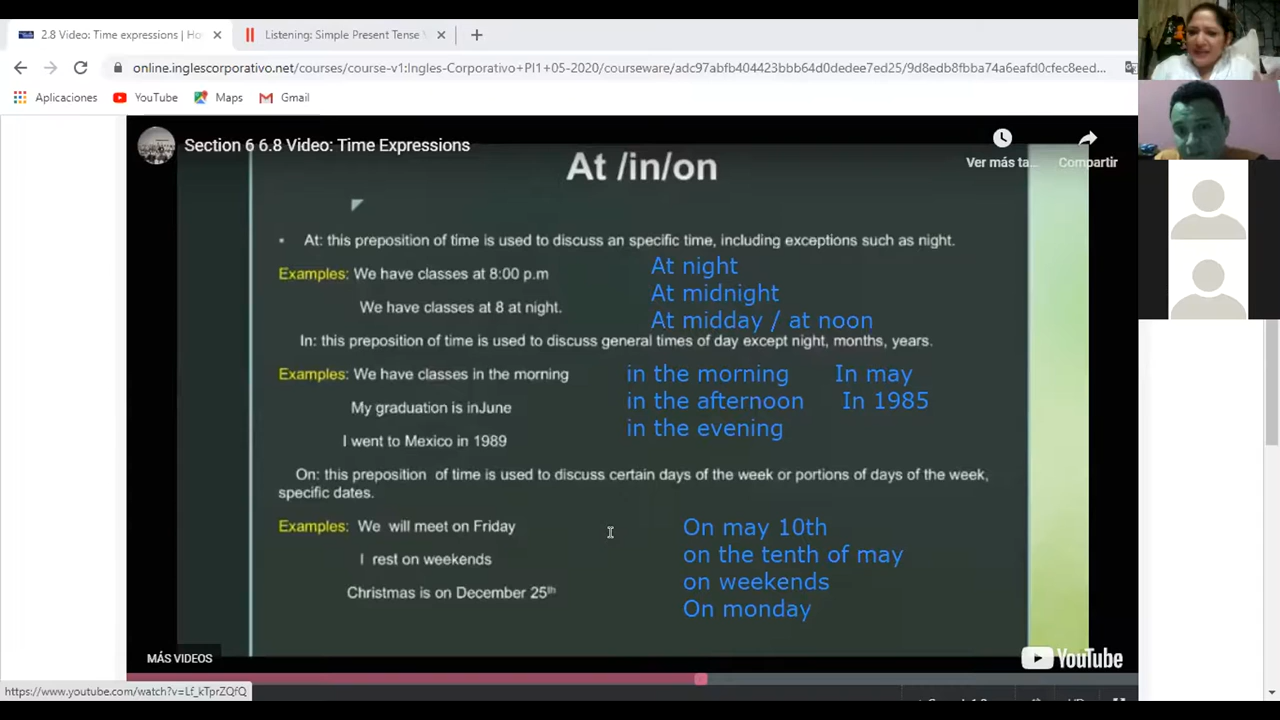 2.8 Video: Time expressions | Ho
Listening: Simple Present Tense
online.inglescorporativo.net/courses/course-v1:Ingles-Corporativo+PI1+05-2020/courseware/adc97abfb404423bbb64d0dedee7ed25/9d8edb8fbba74a6eafd0cfec8eed...
Aplicaciones YouTube Maps Gmail
Section 6 6.8 Video: Time Expressions
Ver más ta... Compartir
At /in/on
• At: this preposition of time is used to discuss an specific time, including exceptions such as night.
Examples: We have classes at 8:00 p.m
At night
We have classes at 8 at night.
At midnight
At midday / at noon
In: this preposition of time is used to discuss general times of day except night, months, years.
Examples: We have classes in the morning
in the morning In may
My graduation is inJune
in the afternoon In 1985
I went to Mexico in 1989
in the evening
On: this preposition of time is used to discuss certain days of the week or portions of days of the week,
specific dates.
Examples: We will meet on Friday
On may 10th
I rest on weekends
on the tenth of may
Christmas is on December 25th
on weekends
On monday
MÁS VIDEOS
YouTube
https://www.youtube.com/watch?v=Lf_kTprZQfQ